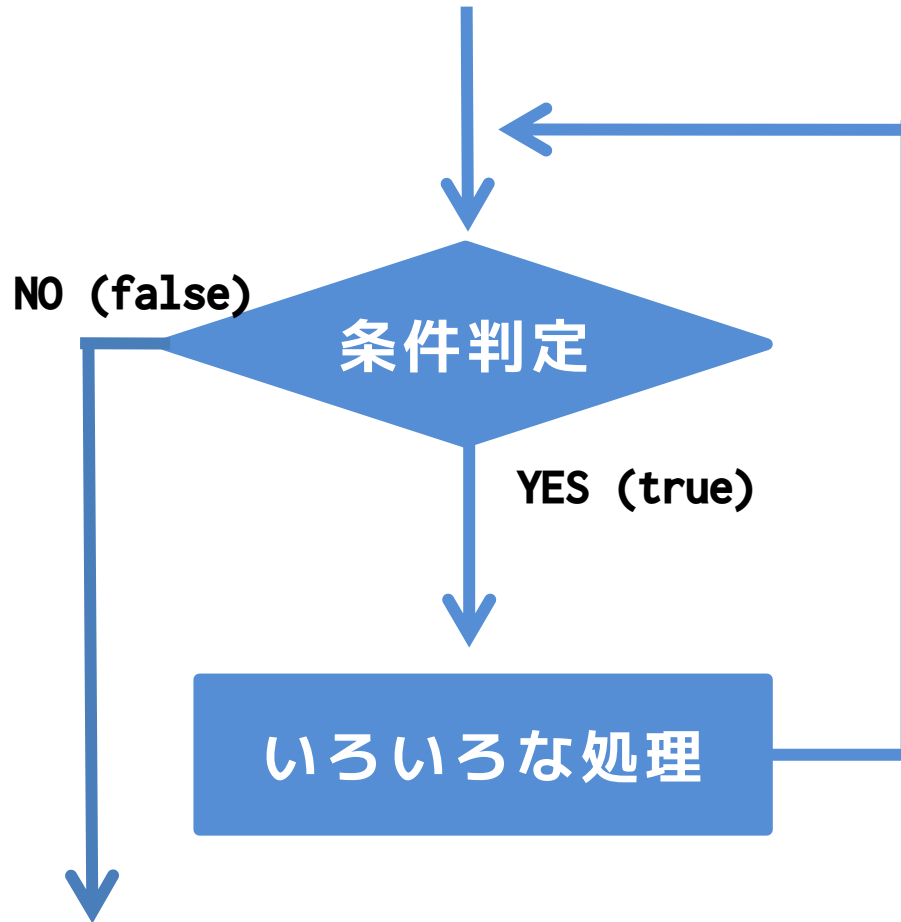 NO (false)
条件判定
YES (true)
いろいろな処理